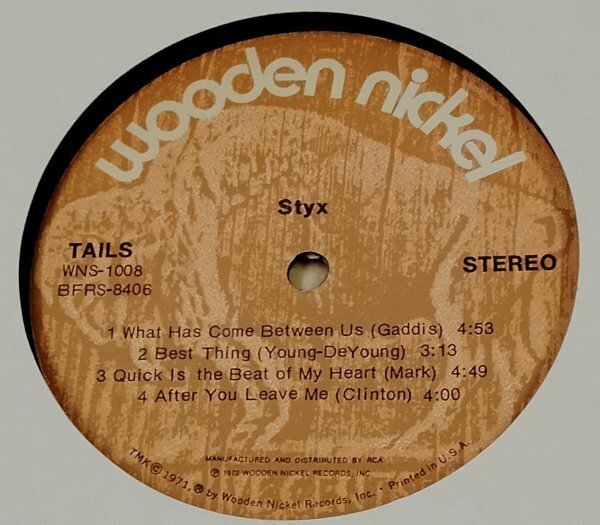 wooden nickel
Styx
TAILS
WNS-1008
BFRS-8406
STEREO
1 What Has Come Between Us (Gaddis) 4:53
2 Best Thing (Young-DeYoung) 3:13
3 Quick Is the Beat of My Heart (Mark) 4:49
4 After You Leave Me (Clinton) 4:00
MANUFACTURED AND DISTRIBUTED BY RCA
℗ 1972 WOODEN NICKEL RECORDS, INC
TMK © 1971, ® by Wooden Nickel Records, Inc. • Printed in U.S.A.